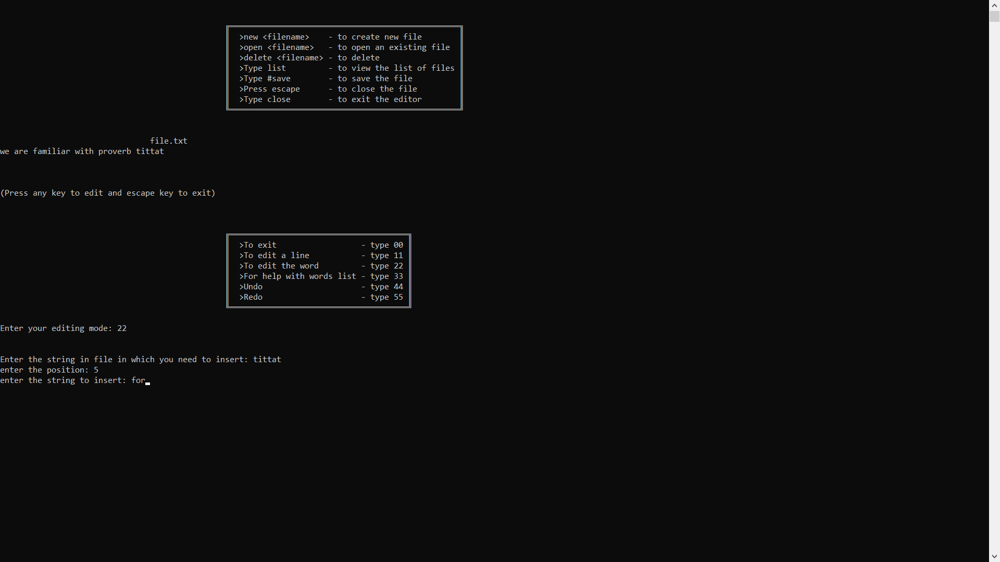 >new <filename>    - to create new file
>open <filename>   - to open an existing file
>delete <filename> - to delete
>Type list         - to view the list of files
>Type #save        - to save the file
>Press escape      - to close the file
>Type close        - to exit the editor
file.txt
we are familiar with proverb tittat
(Press any key to edit and escape key to exit)
>To exit                  - type 00
>To edit a line           - type 11
>To edit the word         - type 22
>For help with words list - type 33
>Undo                     - type 44
>Redo                     - type 55
Enter your editing mode: 22
Enter the string in file in which you need to insert: tittat
enter the position: 5
enter the string to insert: for